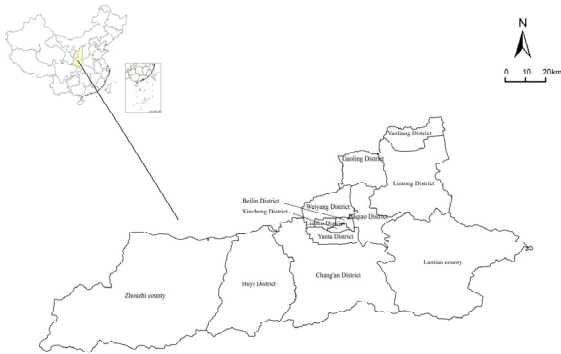 N
0 10 20km
Yanliang District
Gaoling District
Lintong District
Beilin District
Weiyang District
Xincheng District
Baqiao District
Yanta District
Lantian county
Chang'an District
Huyi District
Zhouzhi county